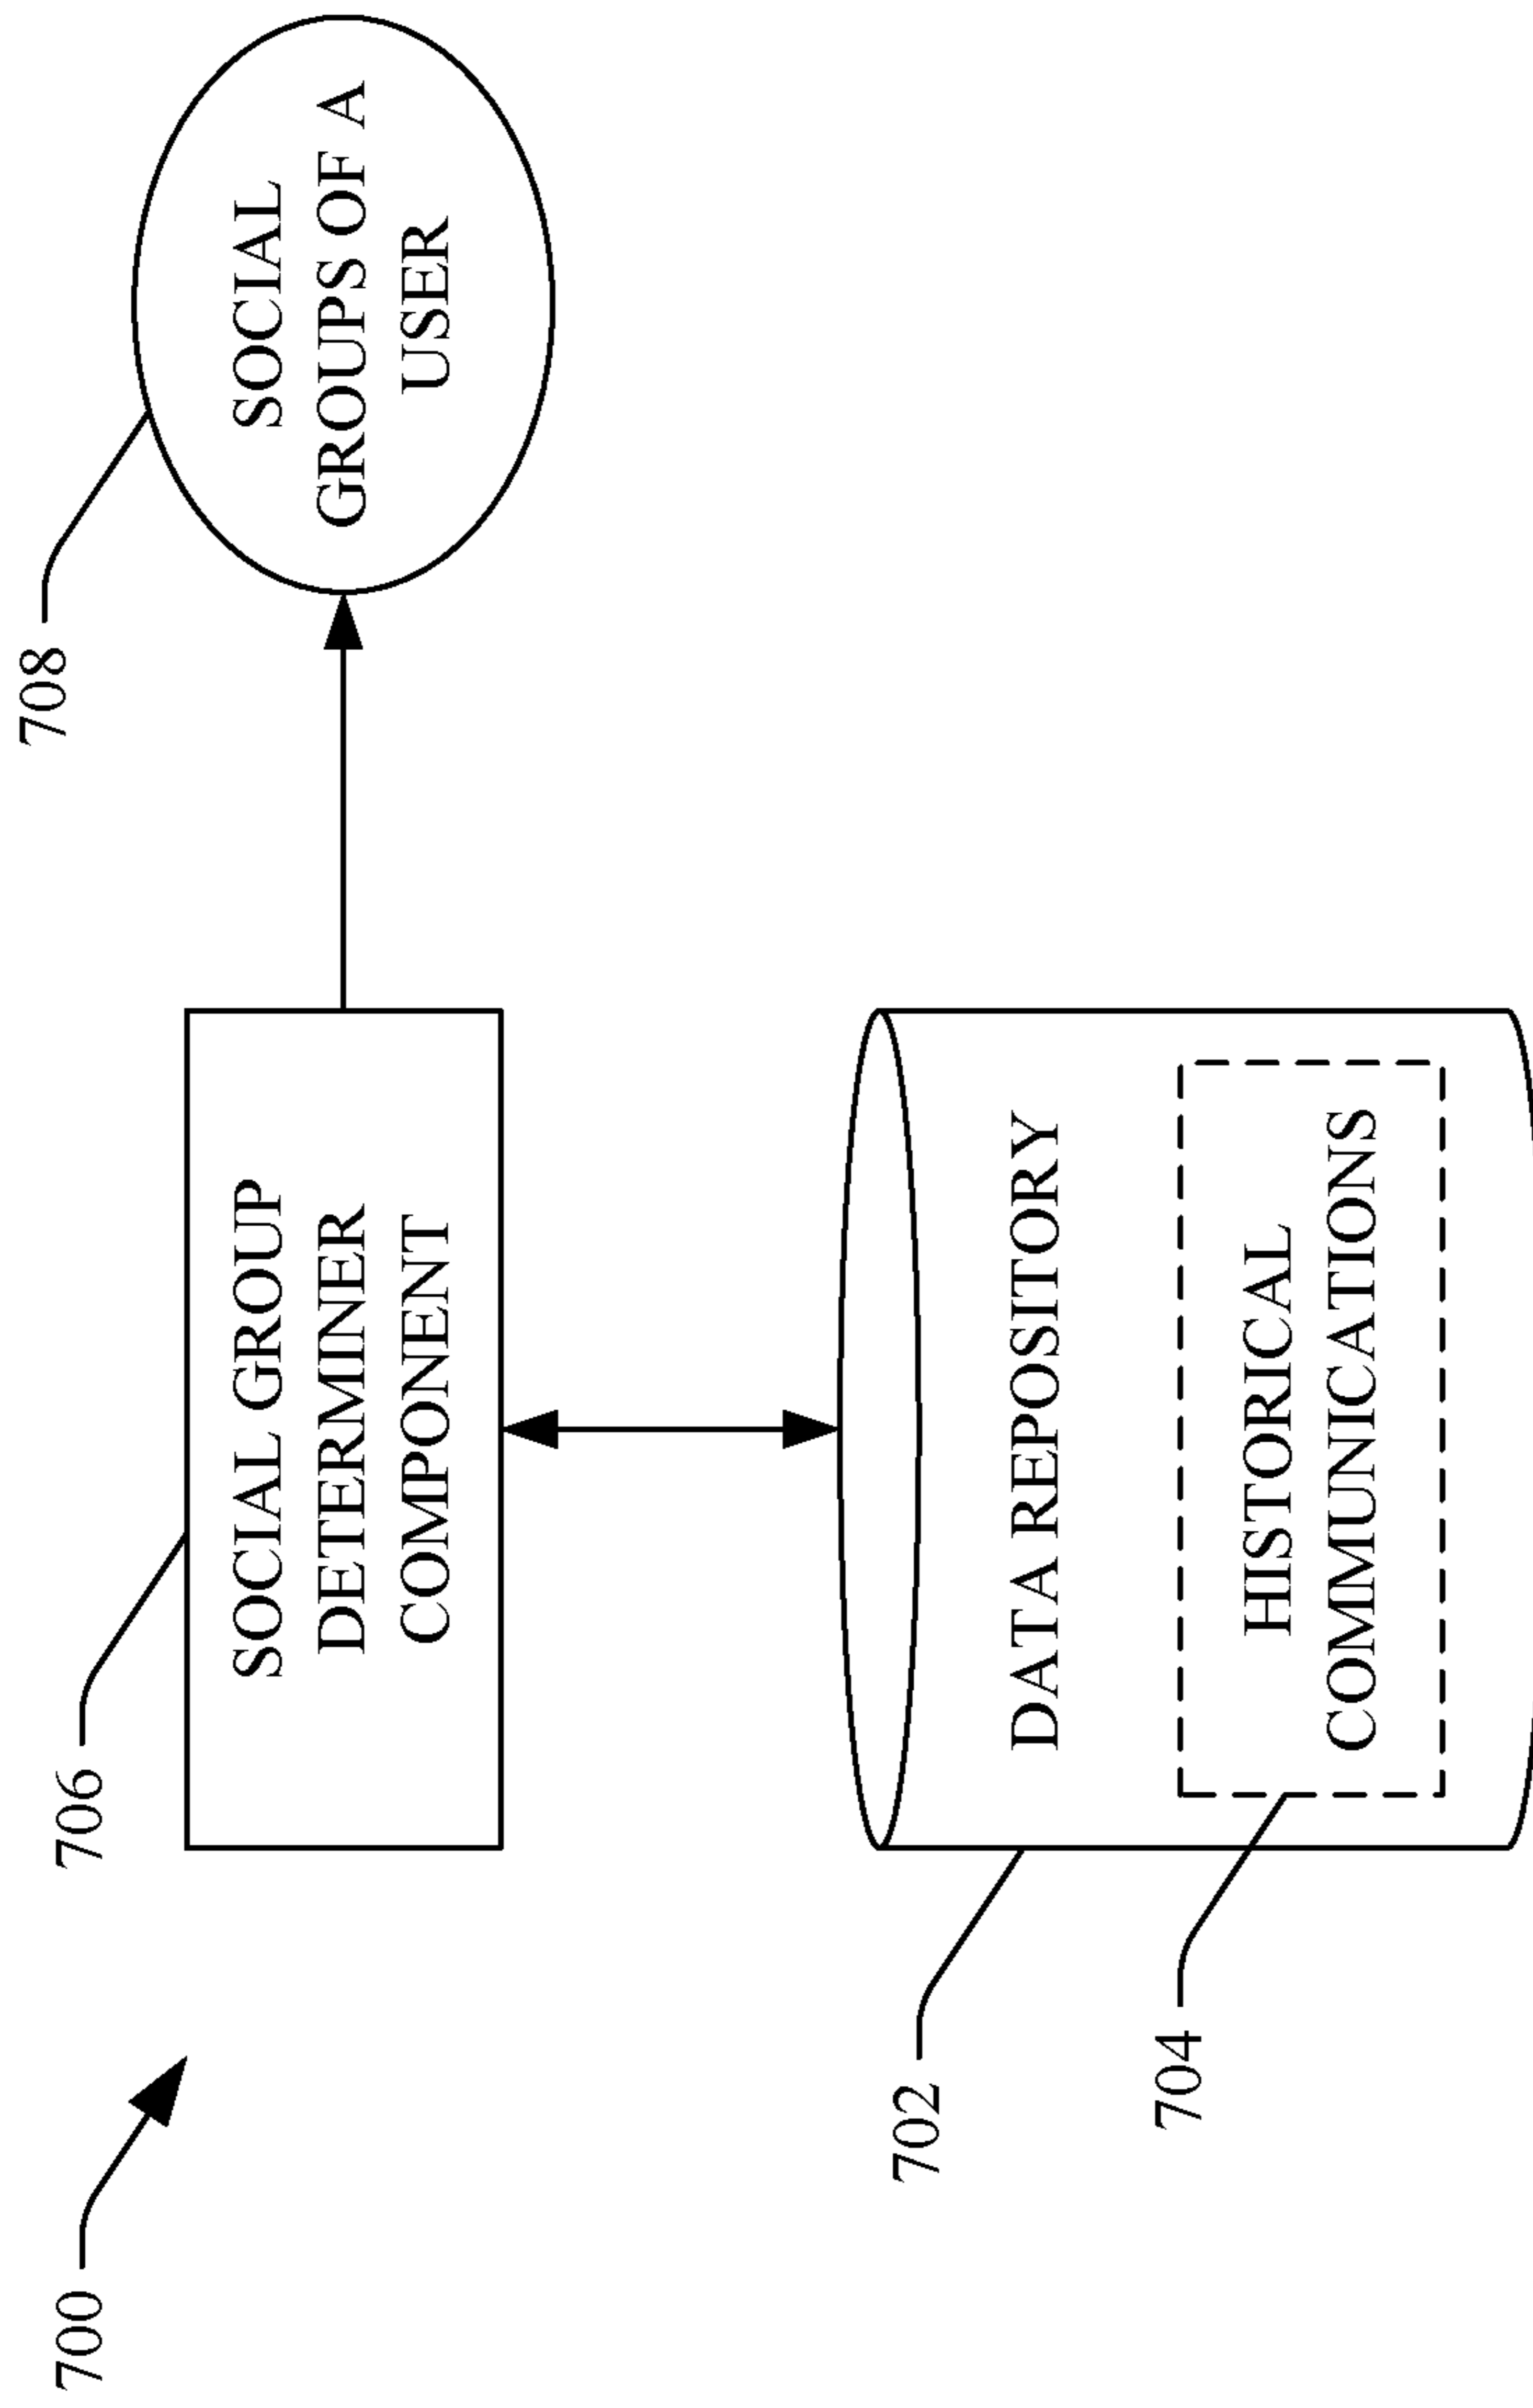 700
706
SOCIAL GROUP
DETERMINER
COMPONENT
708
SOCIAL
GROUPS OF A
USER
702
DATA REPOSITORY
704
HISTORICAL
COMMUNICATIONS